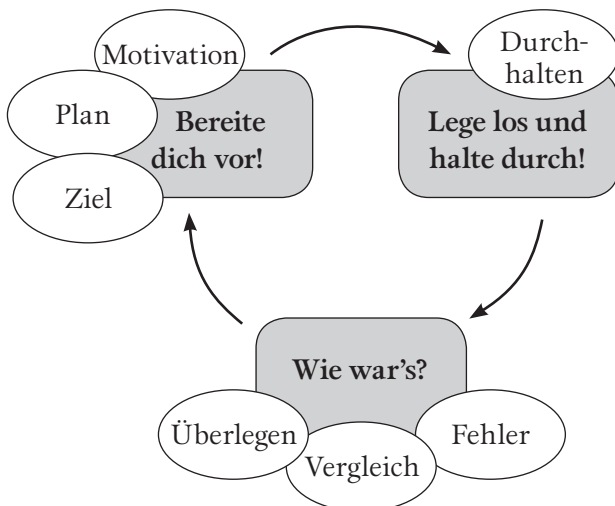 Motivation
Plan
Ziel
Bereite
dich vor!
Durch-
halten
Lege los und
halte durch!
Wie war's?
Überlegen
Vergleich
Fehler